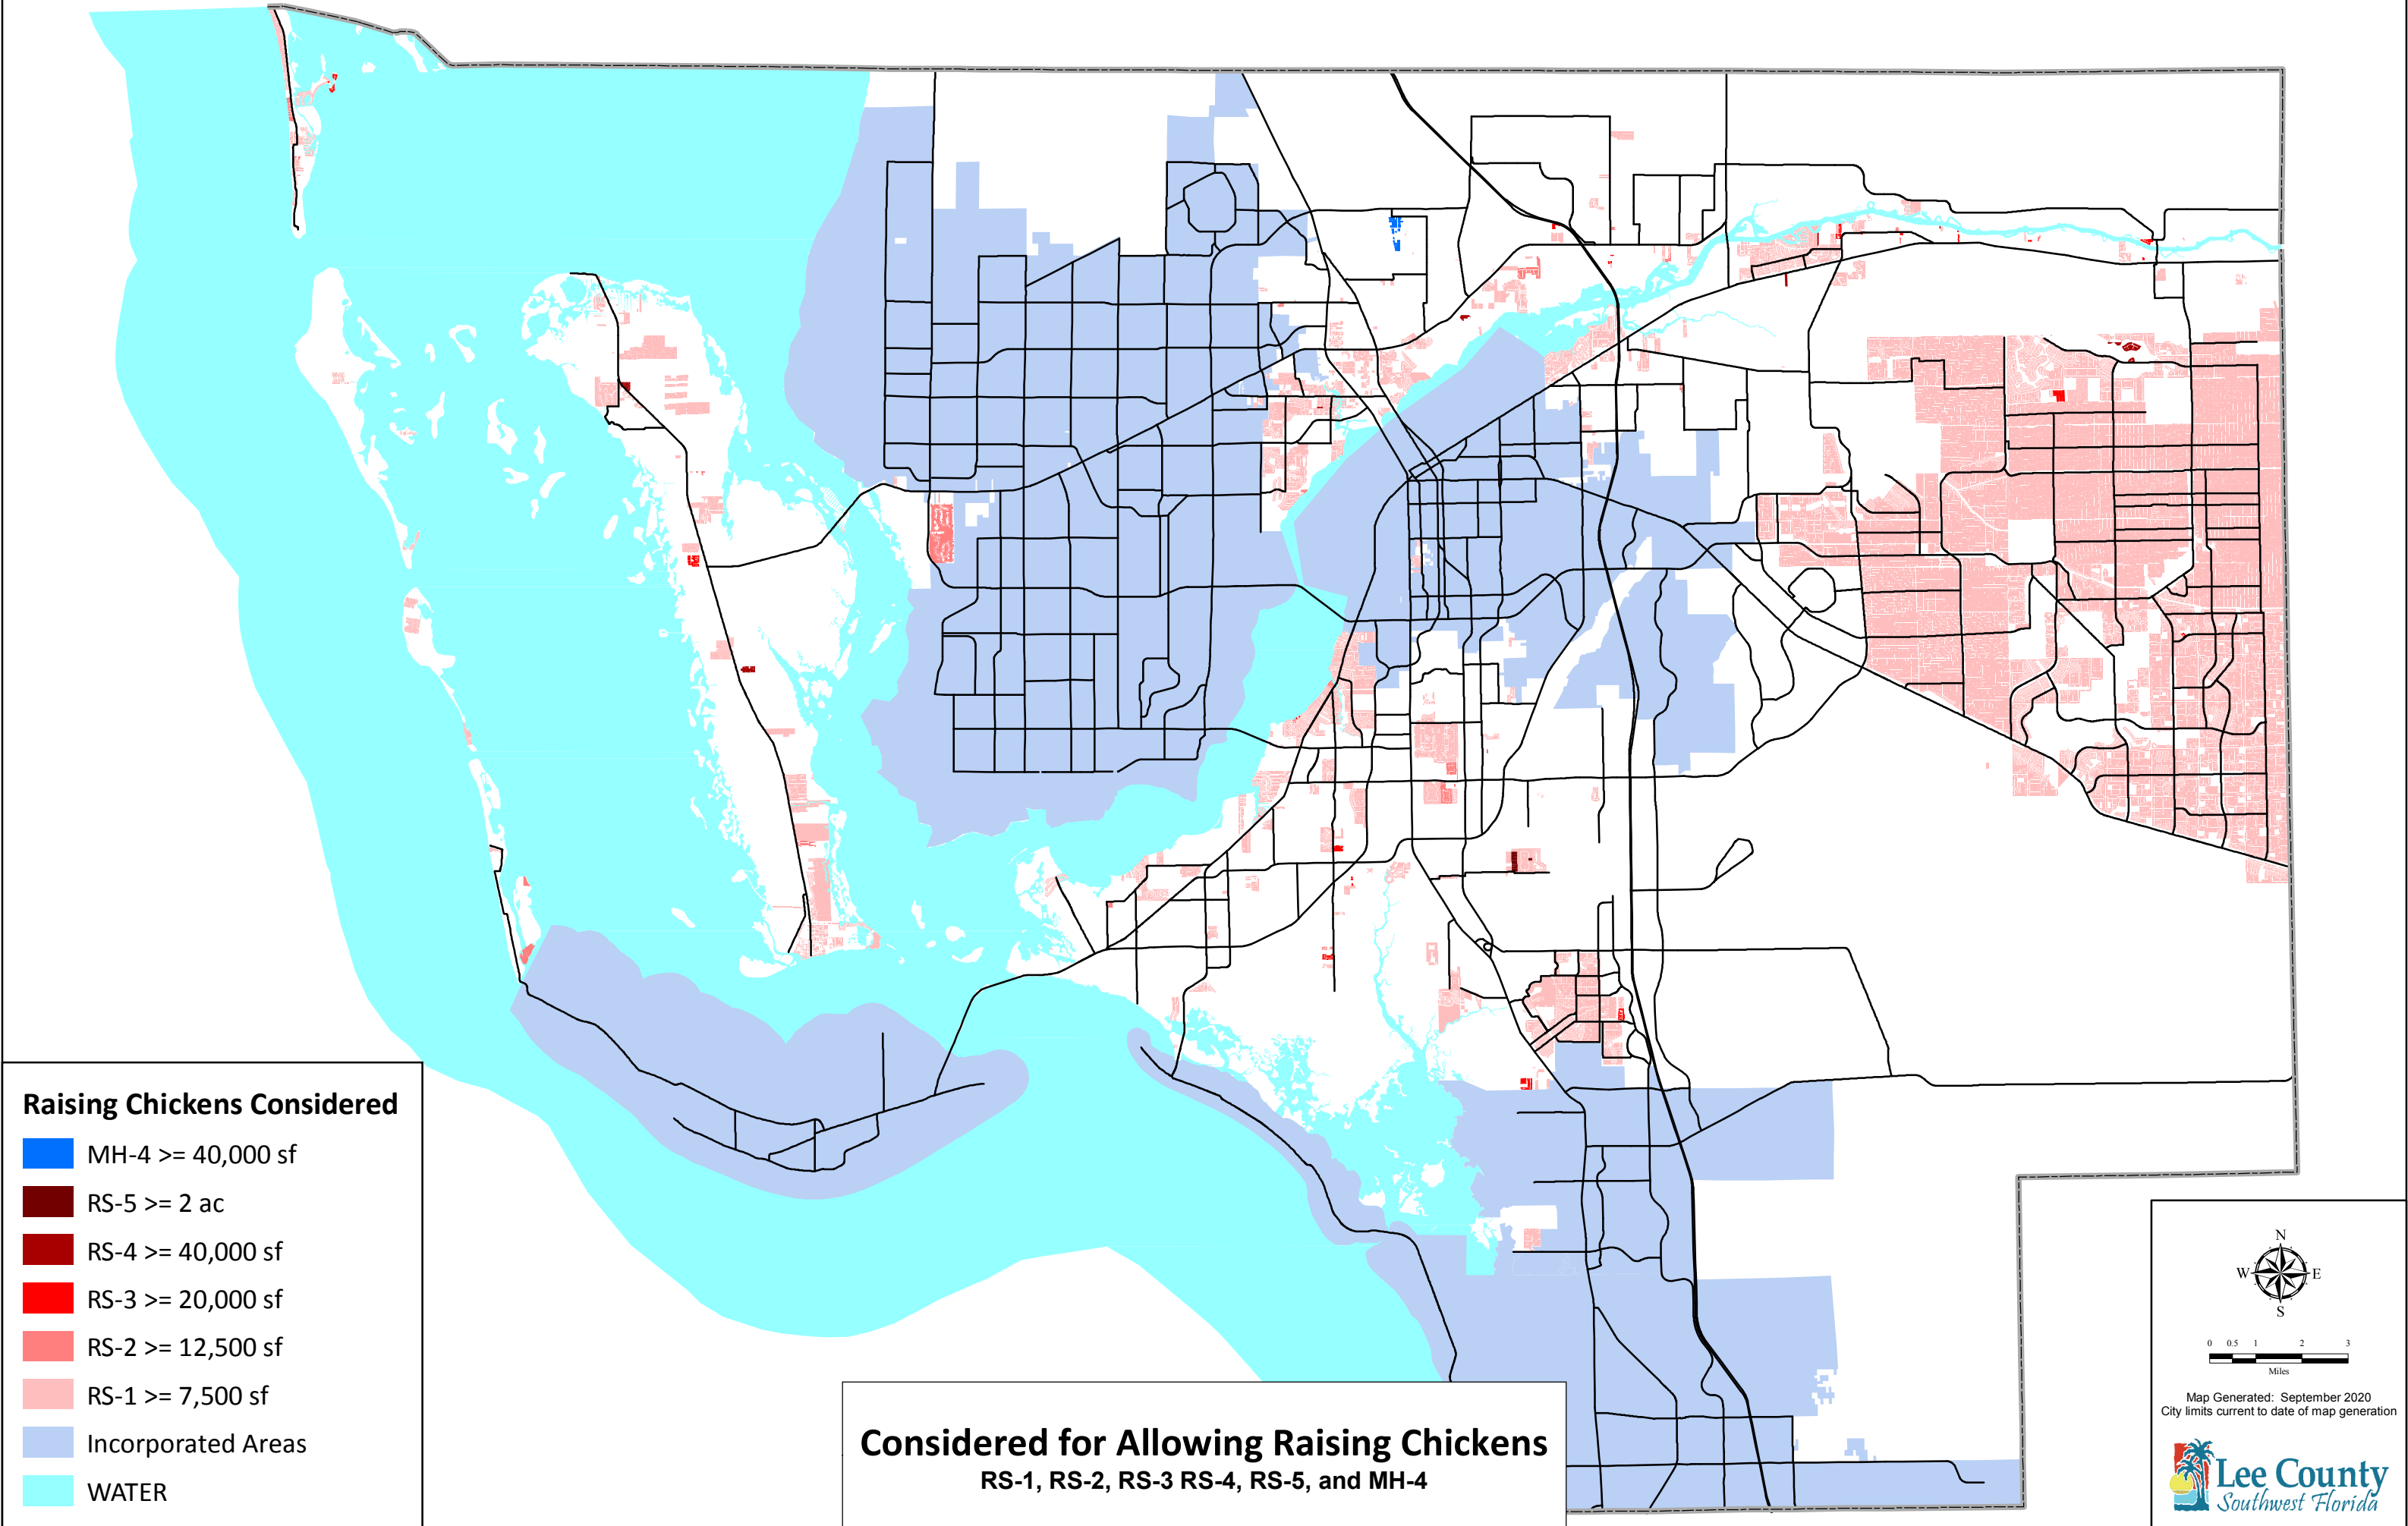 Raising Chickens Considered
MH-4 >= 40,000 sf
RS-5 >= 2 ac
RS-4 >= 40,000 sf
RS-3 >= 20,000 sf
RS-2 >= 12,500 sf
RS-1 >= 7,500 sf
Incorporated Areas
WATER
Considered for Allowing Raising Chickens
RS-1, RS-2, RS-3 RS-4, RS-5, and MH-4
N
W E
S
0 0.5 1 2 3
Miles
Map Generated: September 2020
City limits current to date of map generation
Lee County
Southwest Florida